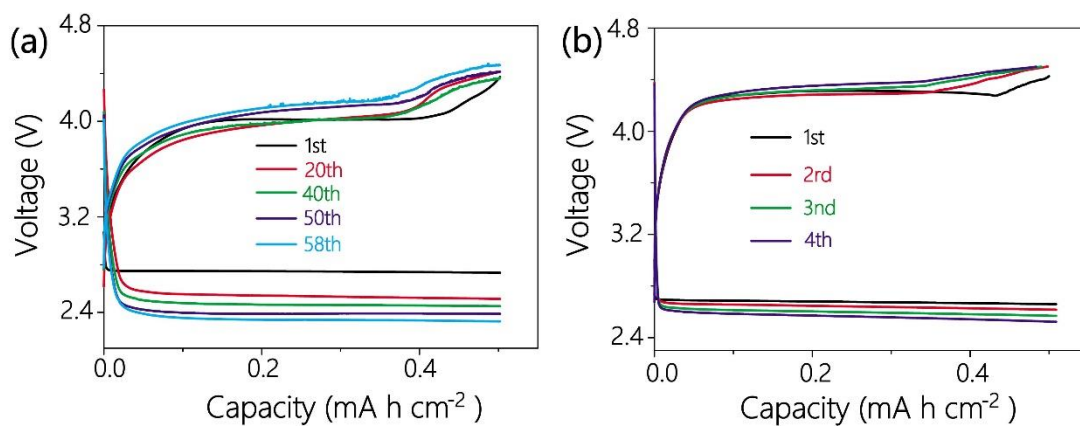 (a)
4.8
4.0
3.2
2.4
Voltage (V)
1st
20th
40th
50th
58th
0.0
0.2
0.4
Capacity (mA h cm⁻² )
(b)
4.8
4.0
3.2
2.4
Voltage (V)
1st
2rd
3nd
4th
0.0
0.2
0.4
Capacity (mA h cm⁻² )